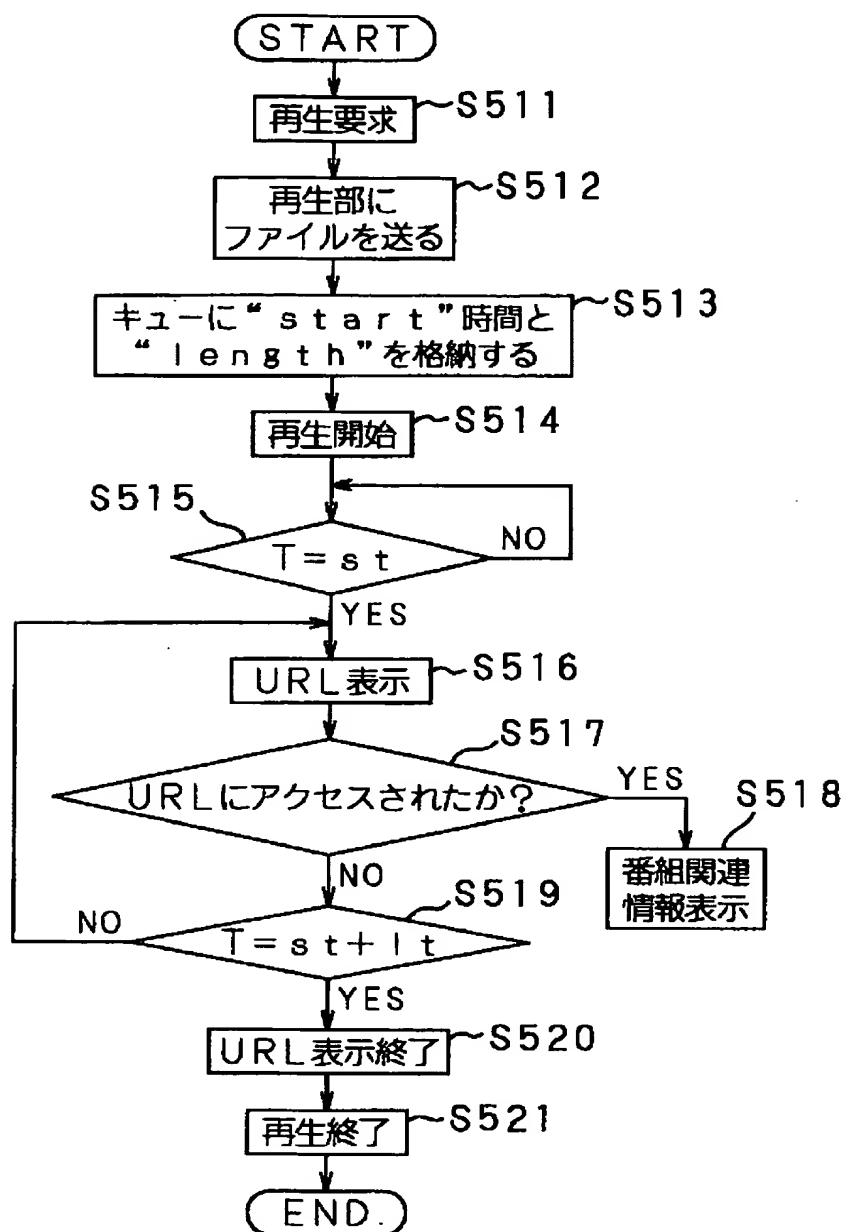 START
再生要求
S511
再生部に
ファイルを送る
S512
キューに“start”時間と
“length”を格納する
S513
再生開始
S514
S515
T=st
NO
YES
URL表示
S516
S517
URLにアクセスされたか?
YES
S518
番組関連
情報表示
NO
S519
NO
T=st+lt
YES
URL表示終了
S520
再生終了
S521
END.